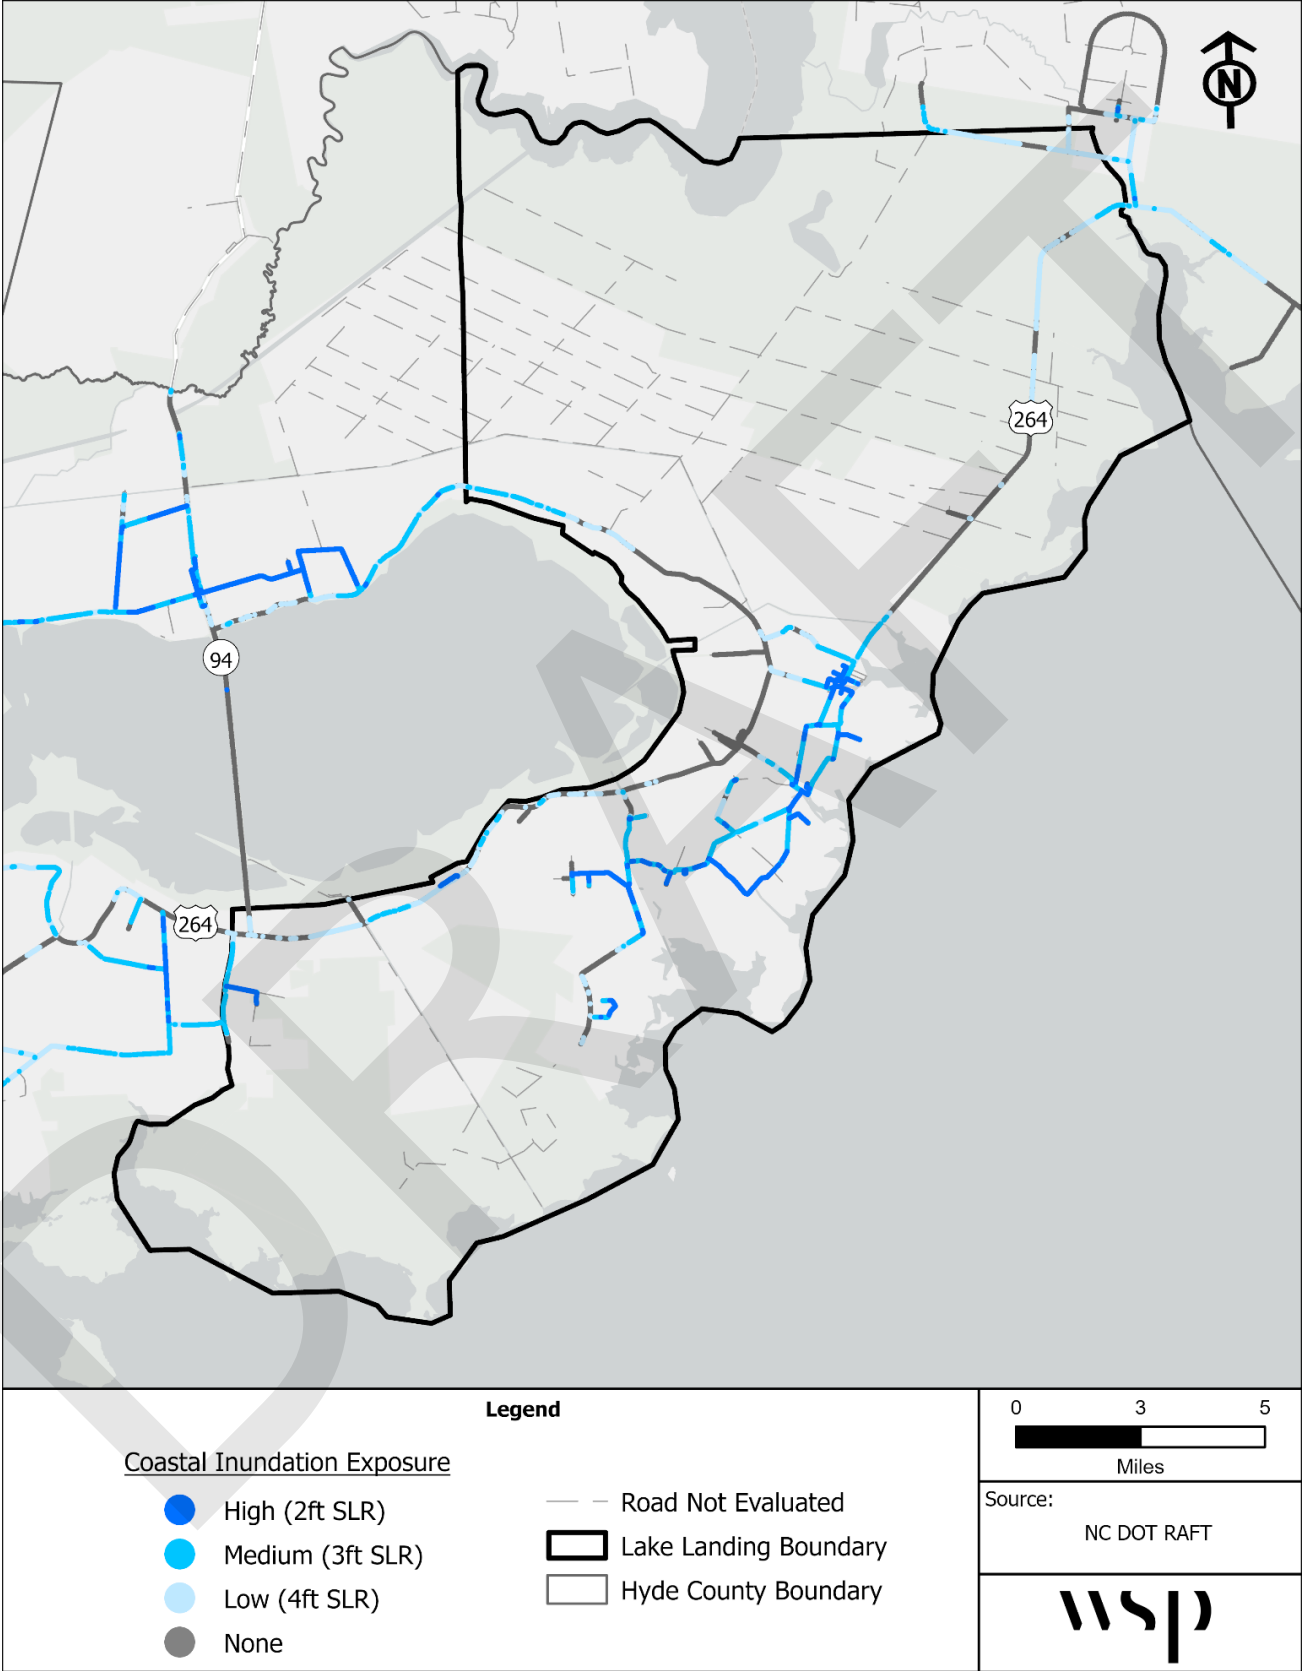 N
264
94
264
DRAFT
Legend
Coastal Inundation Exposure
High (2ft SLR)
Medium (3ft SLR)
Low (4ft SLR)
None
Road Not Evaluated
Lake Landing Boundary
Hyde County Boundary
0 3 5
Miles
Source:
NC DOT RAFT
wsp